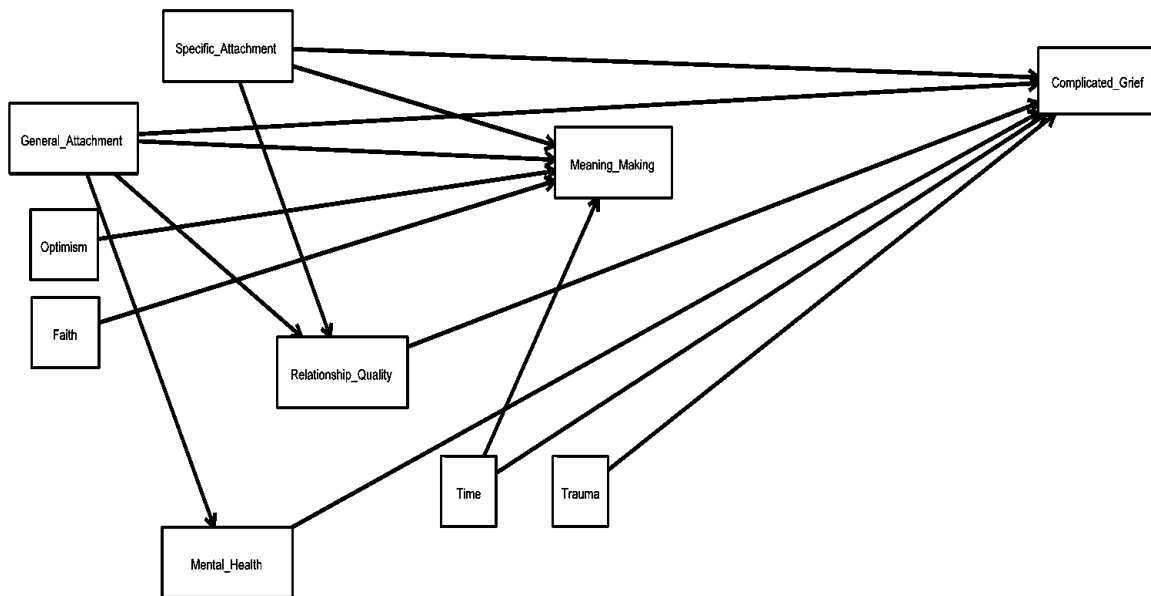 Specific_Attachment
Complicated_Grief
General_Attachment
Meaning_Making
Optimism
Faith
Relationship_Quality
Time
Trauma
Mental_Health